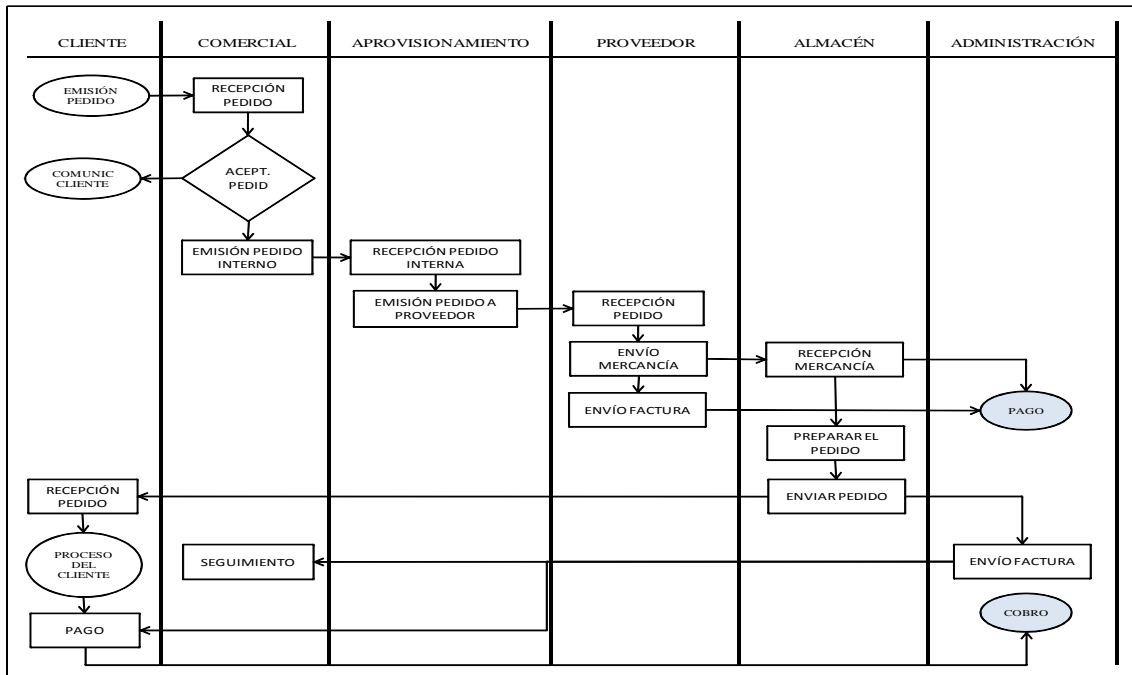 CLIENTE
COMERCIAL
APROVISIONAMIENTO
PROVEEDOR
ALMACÉN
ADMINISTRACIÓN
EMISIÓN
PEDIDO
RECEPCIÓN
PEDIDO
COMUNIC
CLIENTE
ACEPT.
PEDID
EMISIÓN PEDIDO
INTERNO
RECEPCIÓN PEDIDO
INTERNA
EMISIÓN PEDIDO A
PROVEEDOR
RECEPCIÓN
PEDIDO
ENVÍO
MERCANCÍA
RECEPCIÓN
MERCANCÍA
ENVÍO FACTURA
PAGO
PREPARAR EL
PEDIDO
RECEPCIÓN
PEDIDO
ENVIAR PEDIDO
PROCESO
DEL
CLIENTE
SEGUIMIENTO
ENVÍO FACTURA
PAGO
COBRO